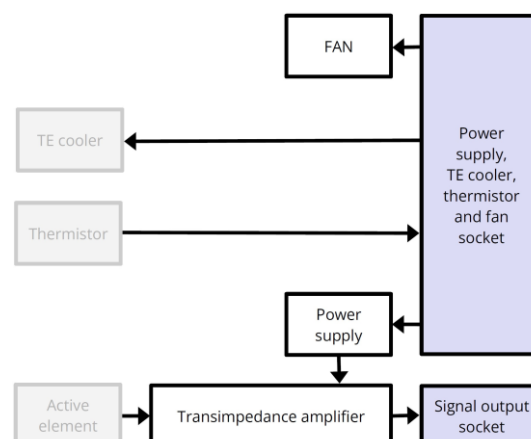 FAN
TE cooler
Thermistor
Power
supply,
TE cooler,
thermistor
and fan
socket
Power
supply
Active
element
Transimpedance amplifier
Signal output
socket